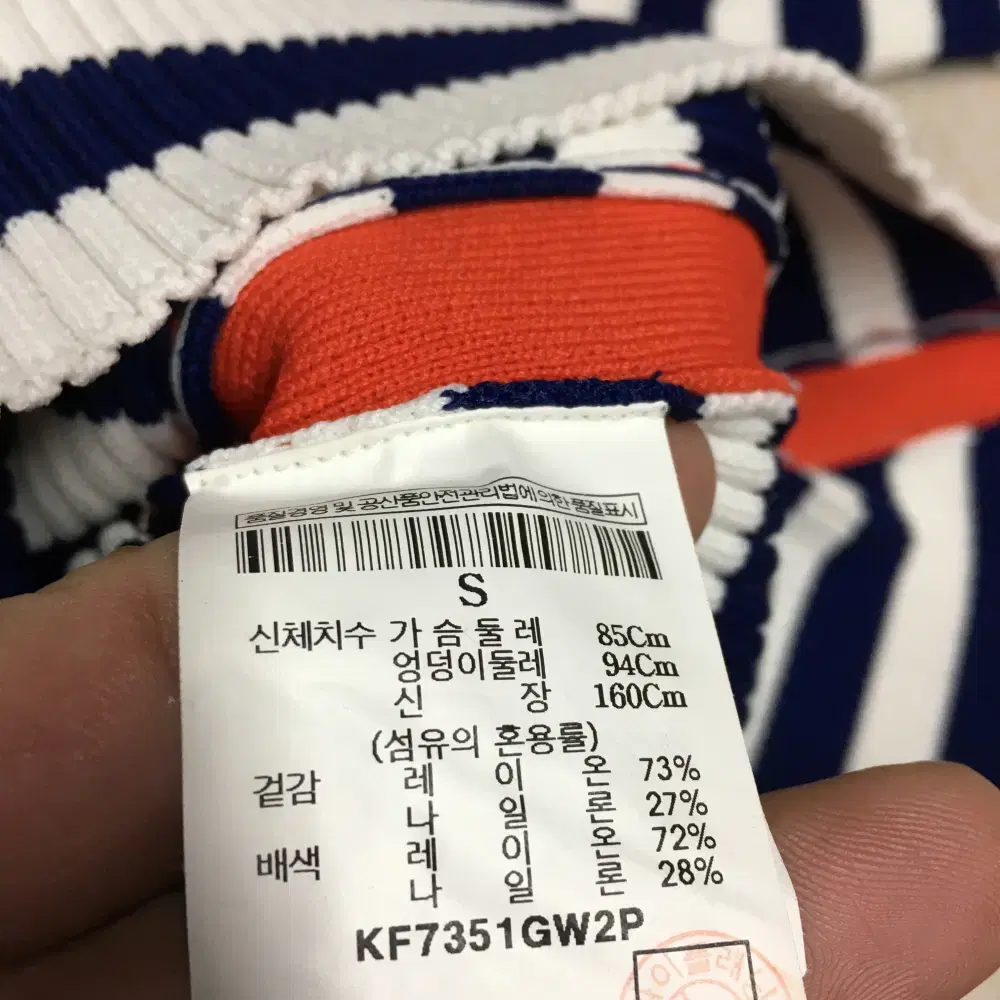 품질경영 및 공산품안전관리법에의한품질표시
S
신체치수 가 슴 둘 레 85Cm
엉덩이둘레 94Cm
신 장 160Cm
(섬유의 혼용률)
겉감 레 이 온 73%
나 일 론 27%
배색 레 이 온 72%
나 일 론 28%
KF7351GW2P